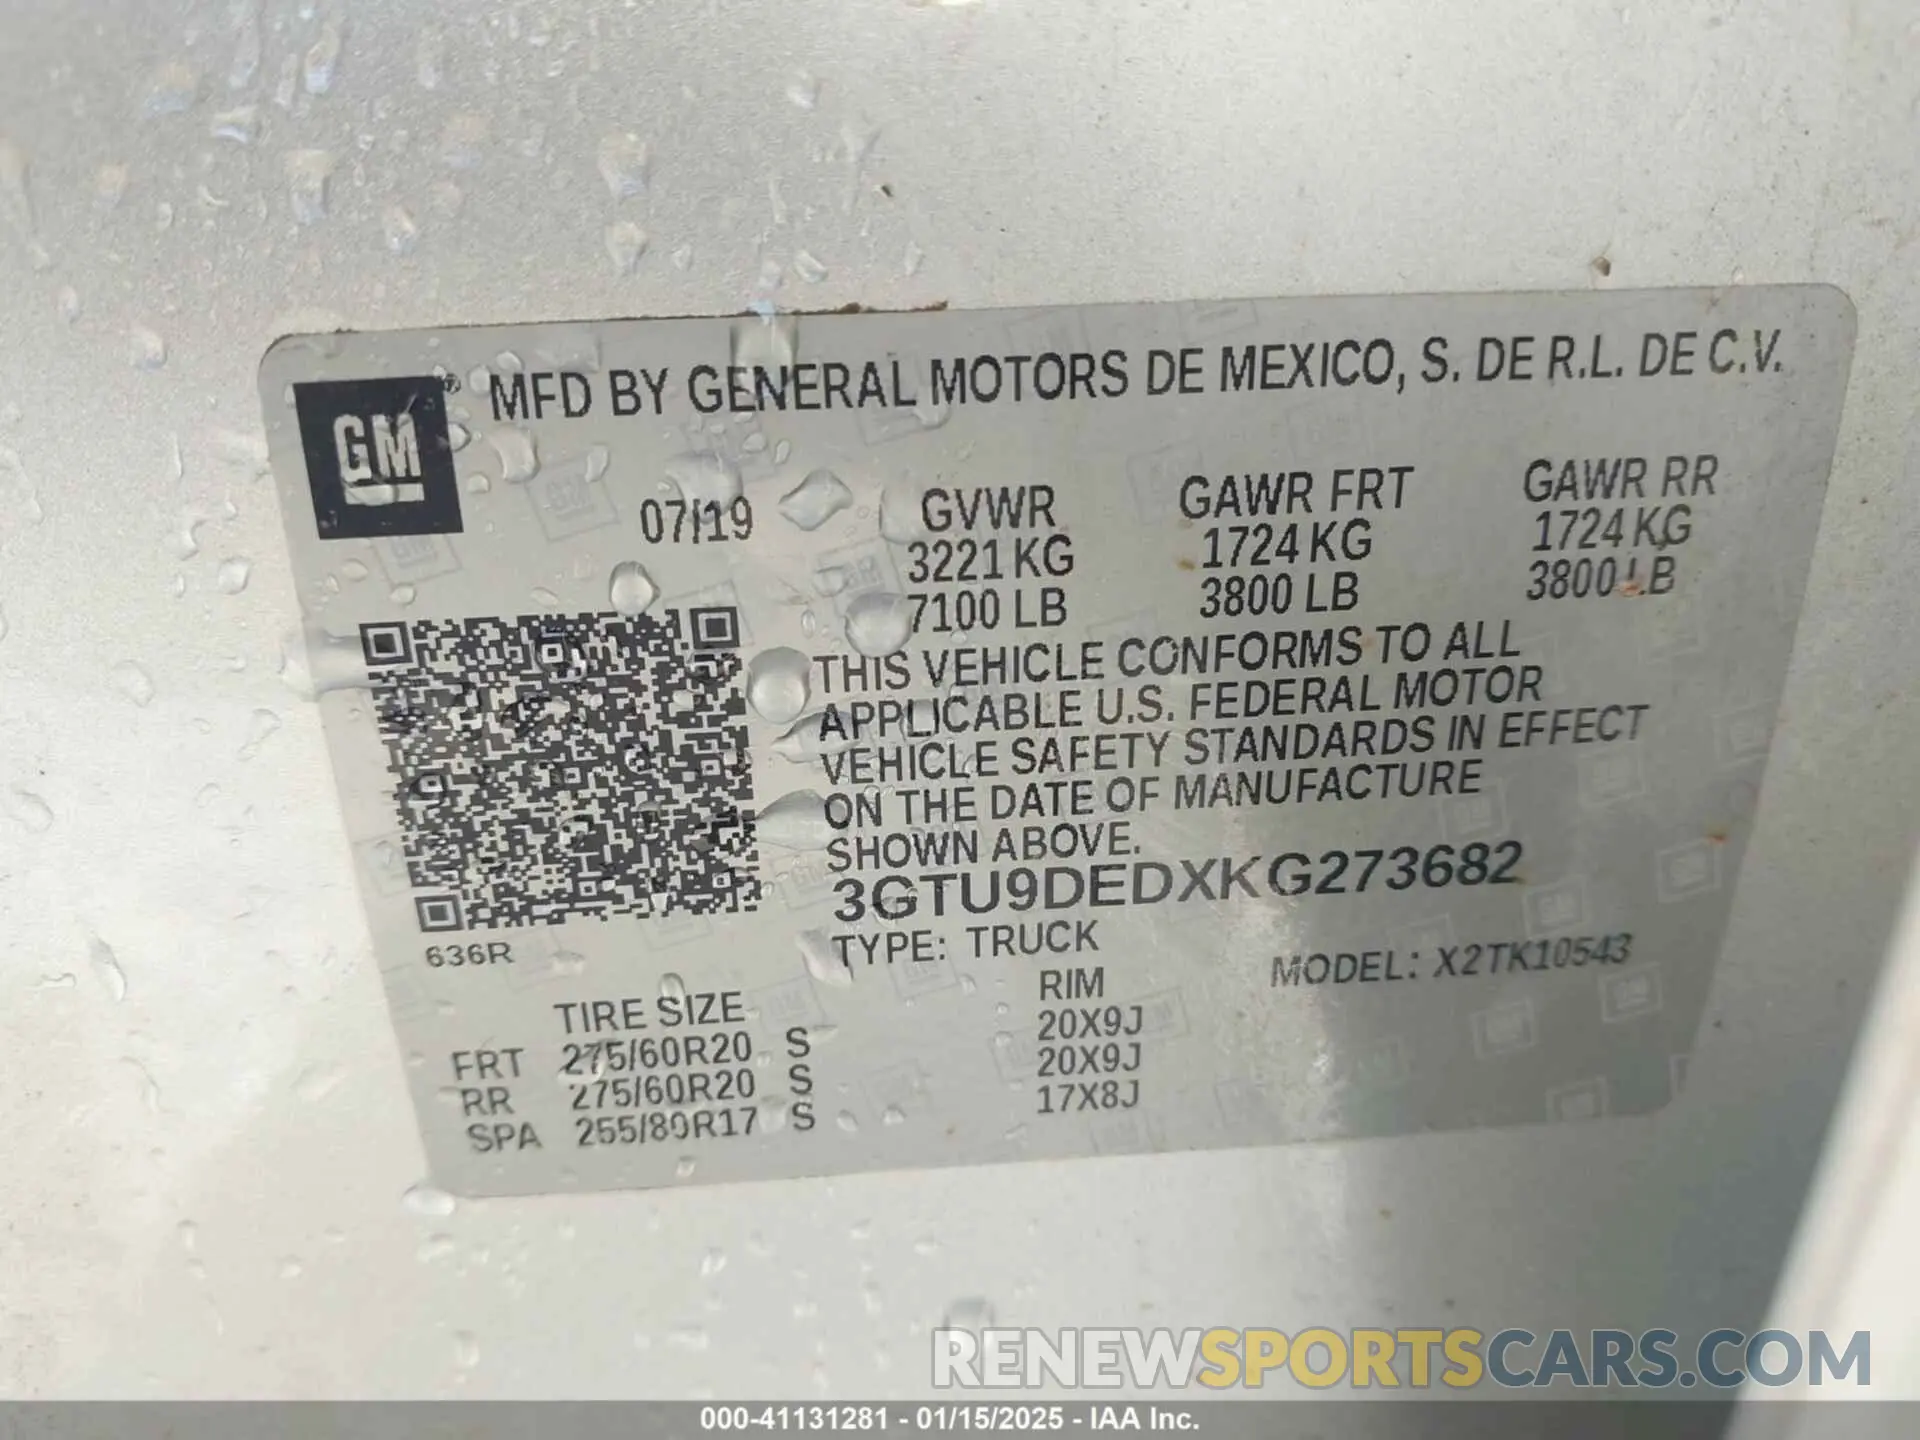 GM
MFD BY GENERAL MOTORS DE MEXICO, S. DE R.L. DE C.V.
07/19
GVWR GAWR FRT GAWR RR
3221 KG 1724 KG 1724 KG
7100 LB 3800 LB 3800 LB
THIS VEHICLE CONFORMS TO ALL
APPLICABLE U.S. FEDERAL MOTOR
VEHICLE SAFETY STANDARDS IN EFFECT
ON THE DATE OF MANUFACTURE
SHOWN ABOVE.
3GTU9DEDXKG273682
636R
TYPE: TRUCK MODEL: X2TK10543
TIRE SIZE RIM
FRT 275/60R20 S 20X9J
RR 275/60R20 S 20X9J
SPA 255/80R17 S 17X8J
RENEWSPORTSCARS.COM
000-41131281 - 01/15/2025 - IAA Inc.